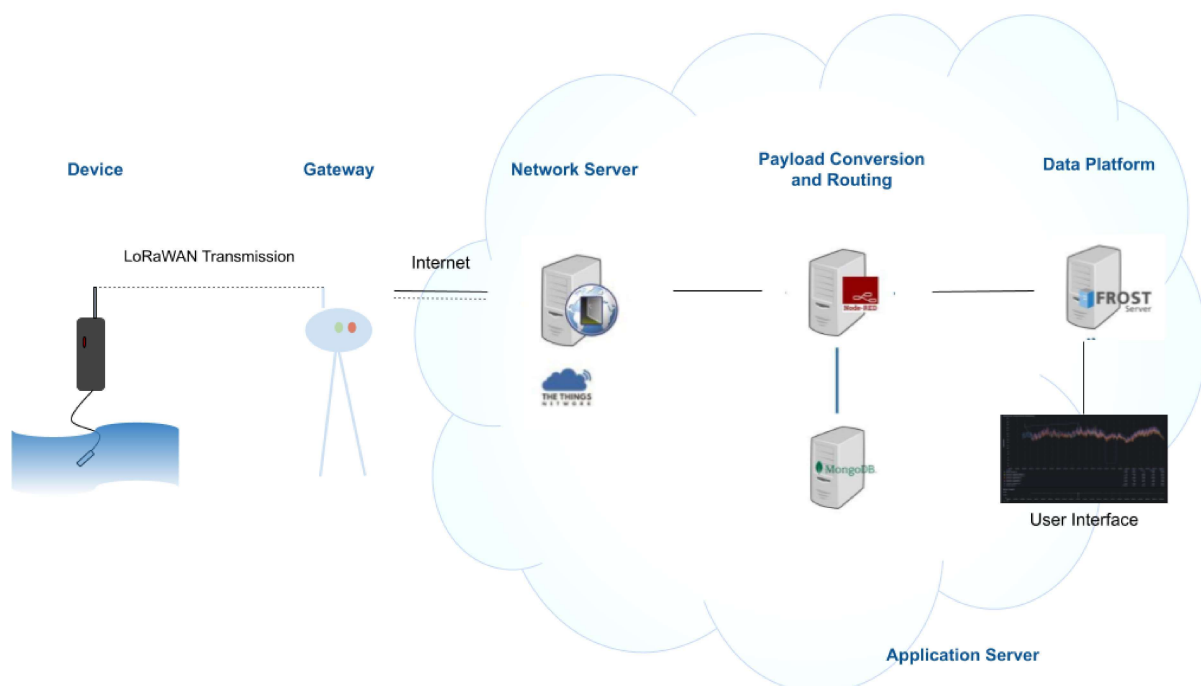 Device
Gateway
Network Server
Payload Conversion
and Routing
Data Platform
LoRaWAN Transmission
Internet
Node-RED
FROST
Server
THE THINGS
NETWORK
MongoDB.
User Interface
Application Server